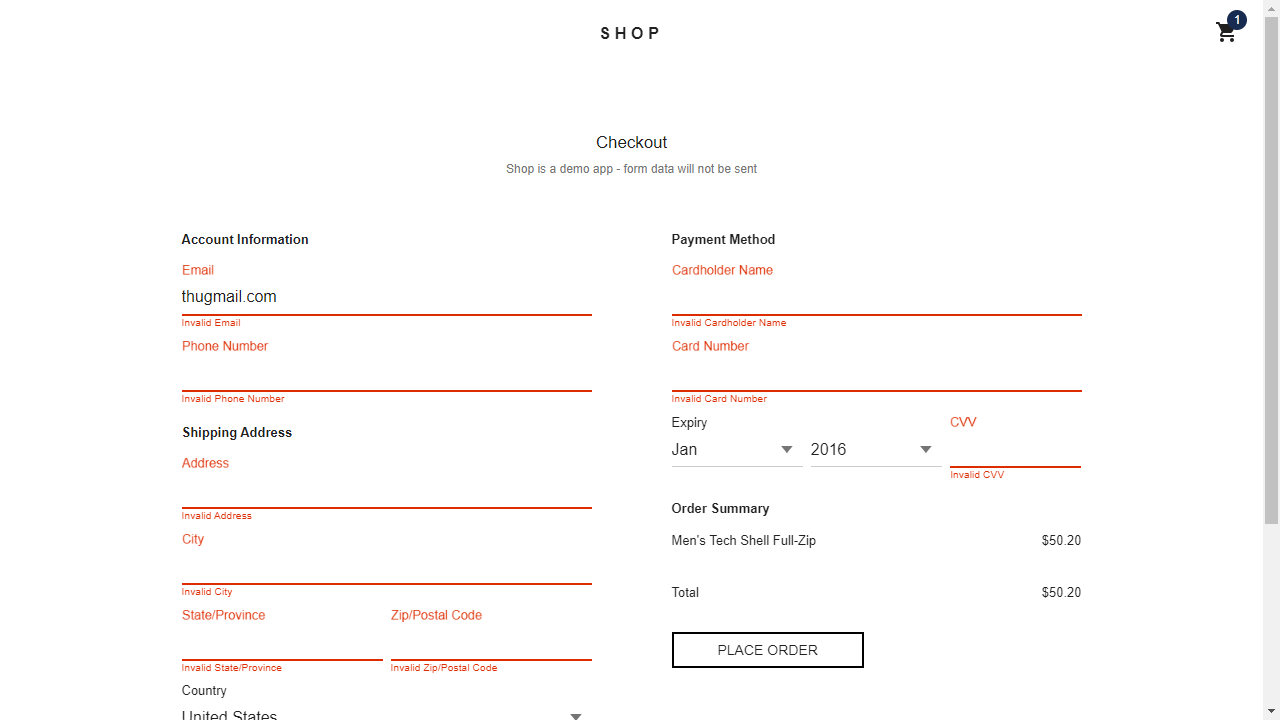 SHOP
1
Checkout
Shop is a demo app - form data will not be sent
Account Information
Email
thugmail.com
Invalid Email
Phone Number
Invalid Phone Number
Shipping Address
Address
Invalid Address
City
Invalid City
State/Province Zip/Postal Code
Invalid State/Province Invalid Zip/Postal Code
Country
United States
Payment Method
Cardholder Name
Invalid Cardholder Name
Card Number
Invalid Card Number
Expiry CVV
Jan 2016
Invalid CVV
Order Summary
Men's Tech Shell Full-Zip $50.20
Total $50.20
PLACE ORDER